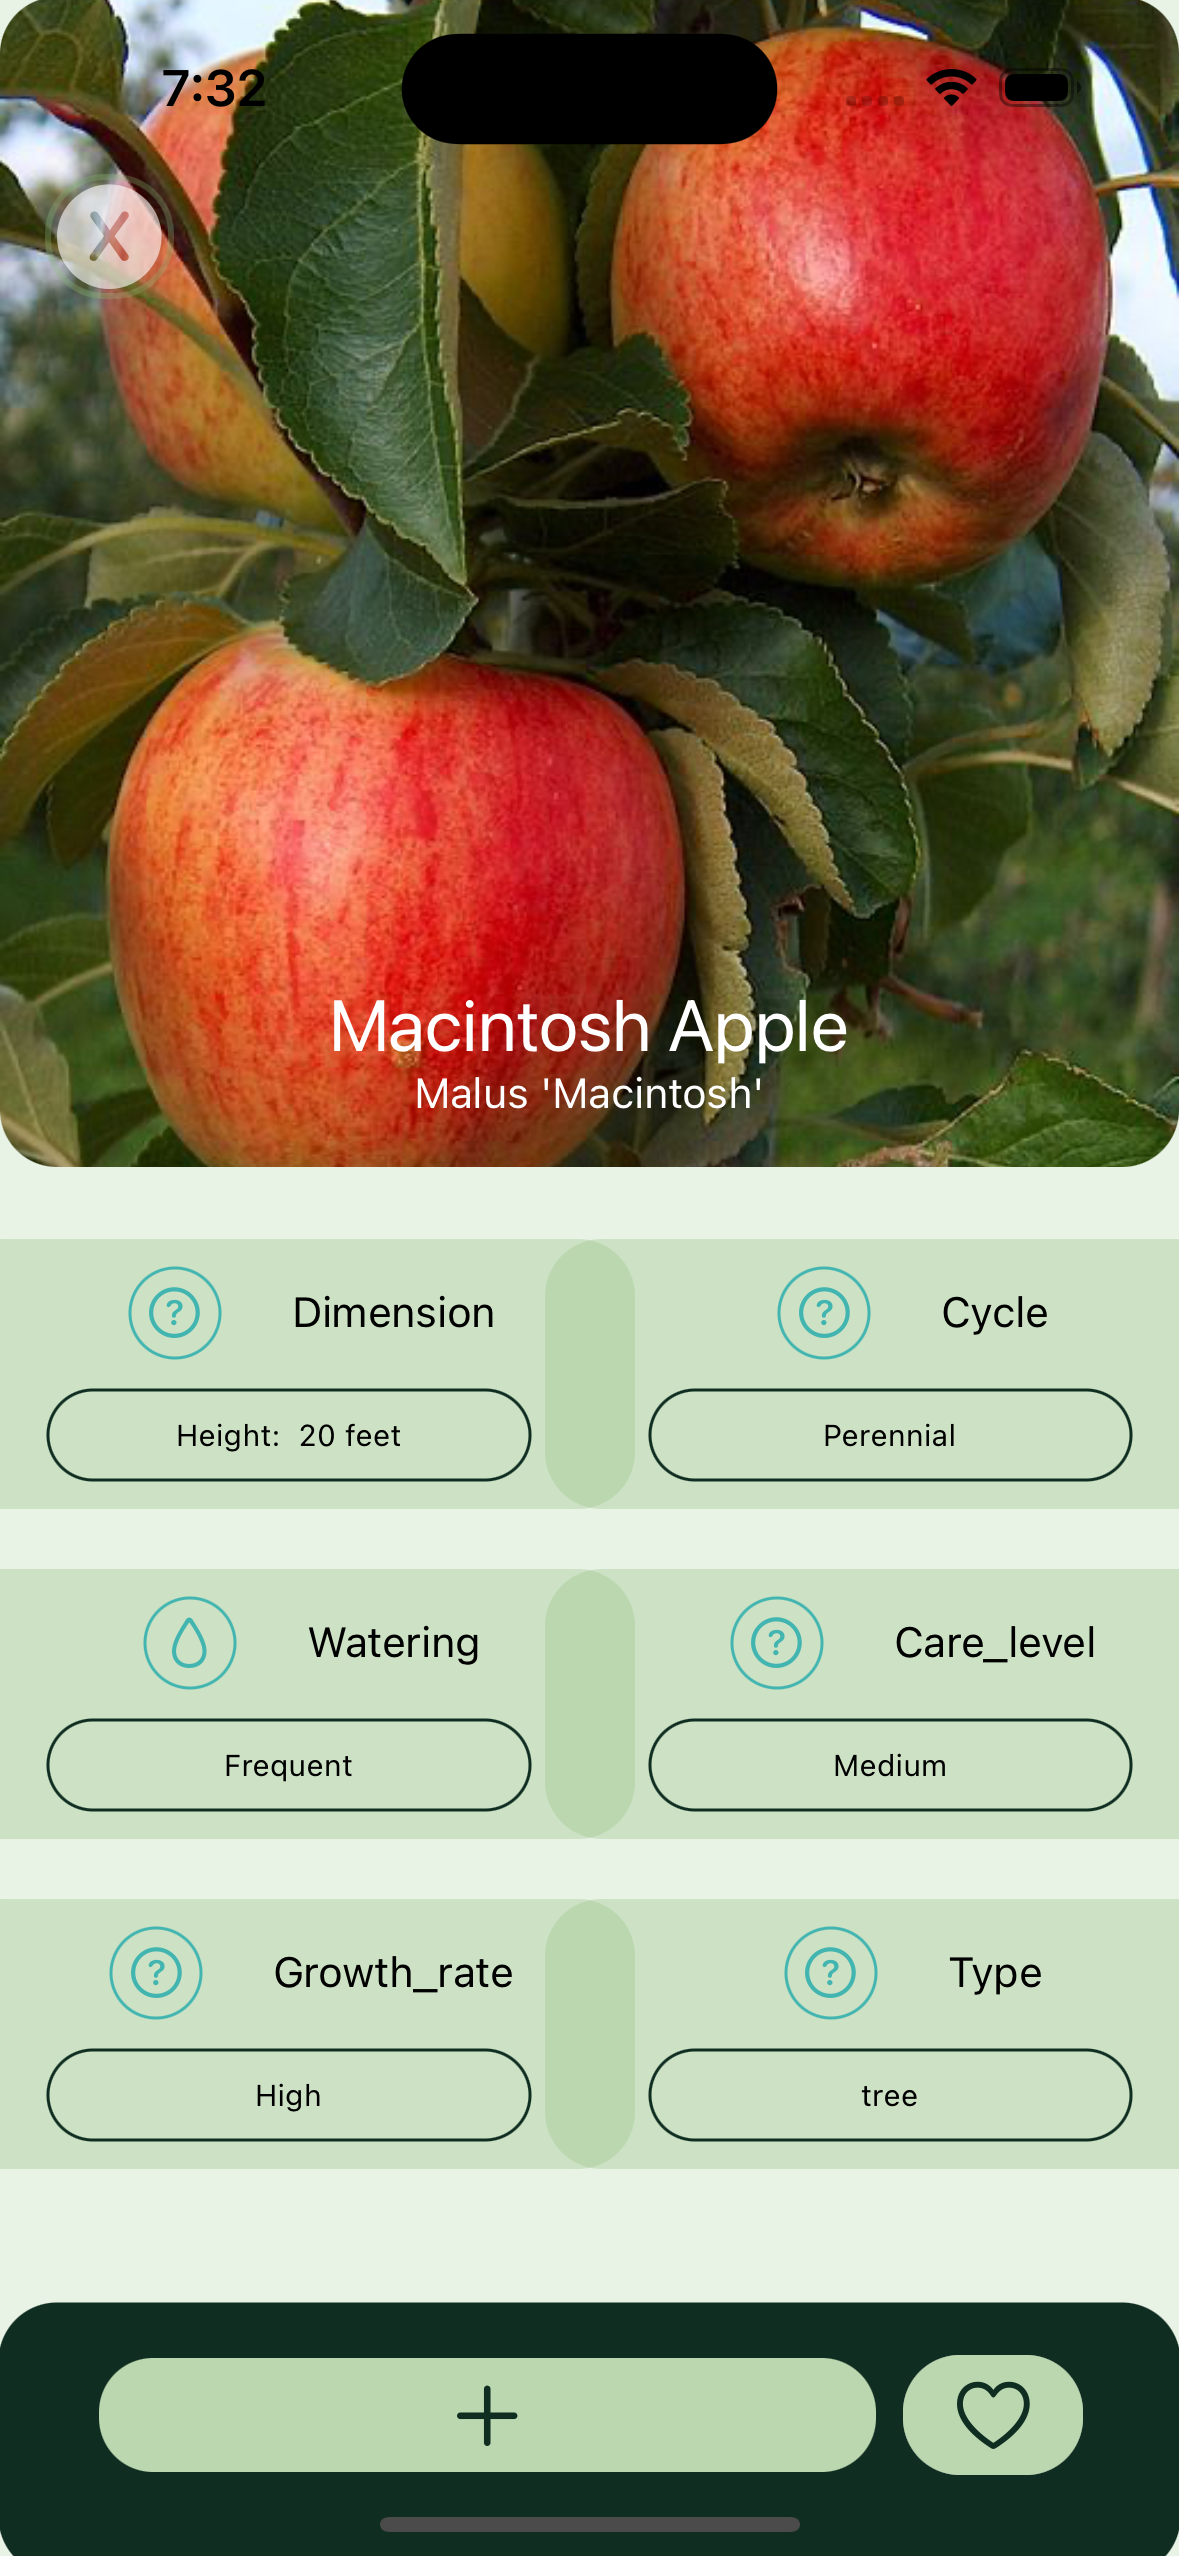 7:32
X
Macintosh Apple
Malus 'Macintosh'
? Dimension
? Cycle
Height: 20 feet
Perennial
Watering
? Care_level
Frequent
Medium
? Growth_rate
? Type
High
tree